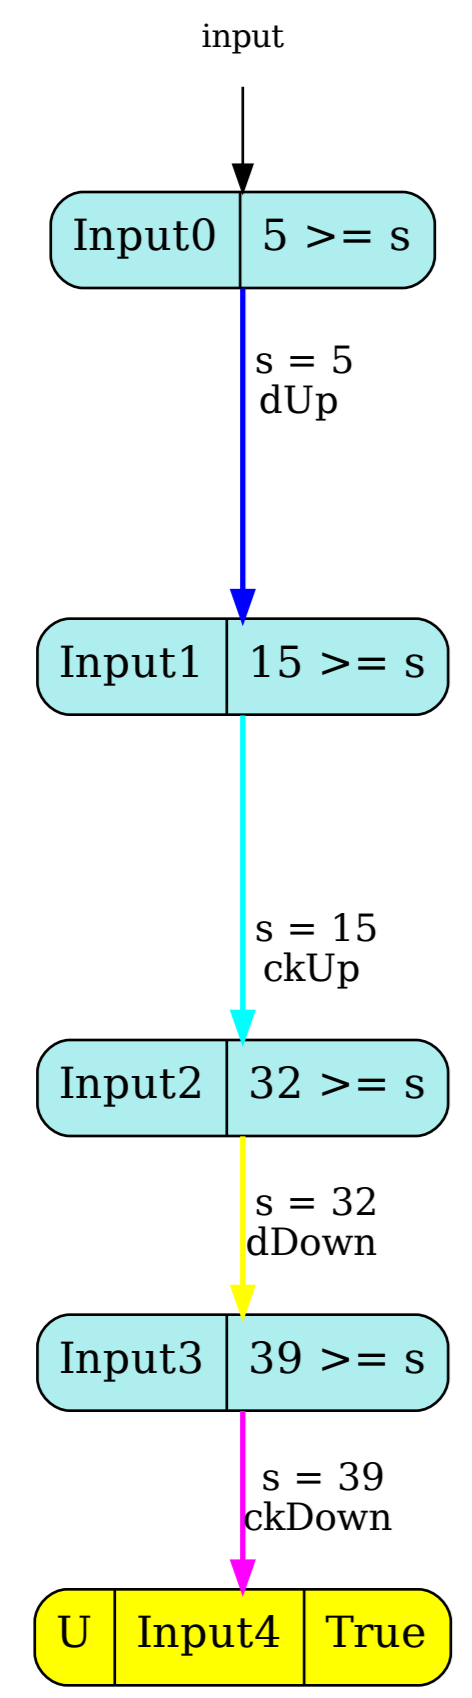 input
Input0 5 >= s
s = 5
dUp
Input1 15 >= s
s = 15
ckUp
Input2 32 >= s
s = 32
dDown
Input3 39 >= s
s = 39
ckDown
U Input4 True